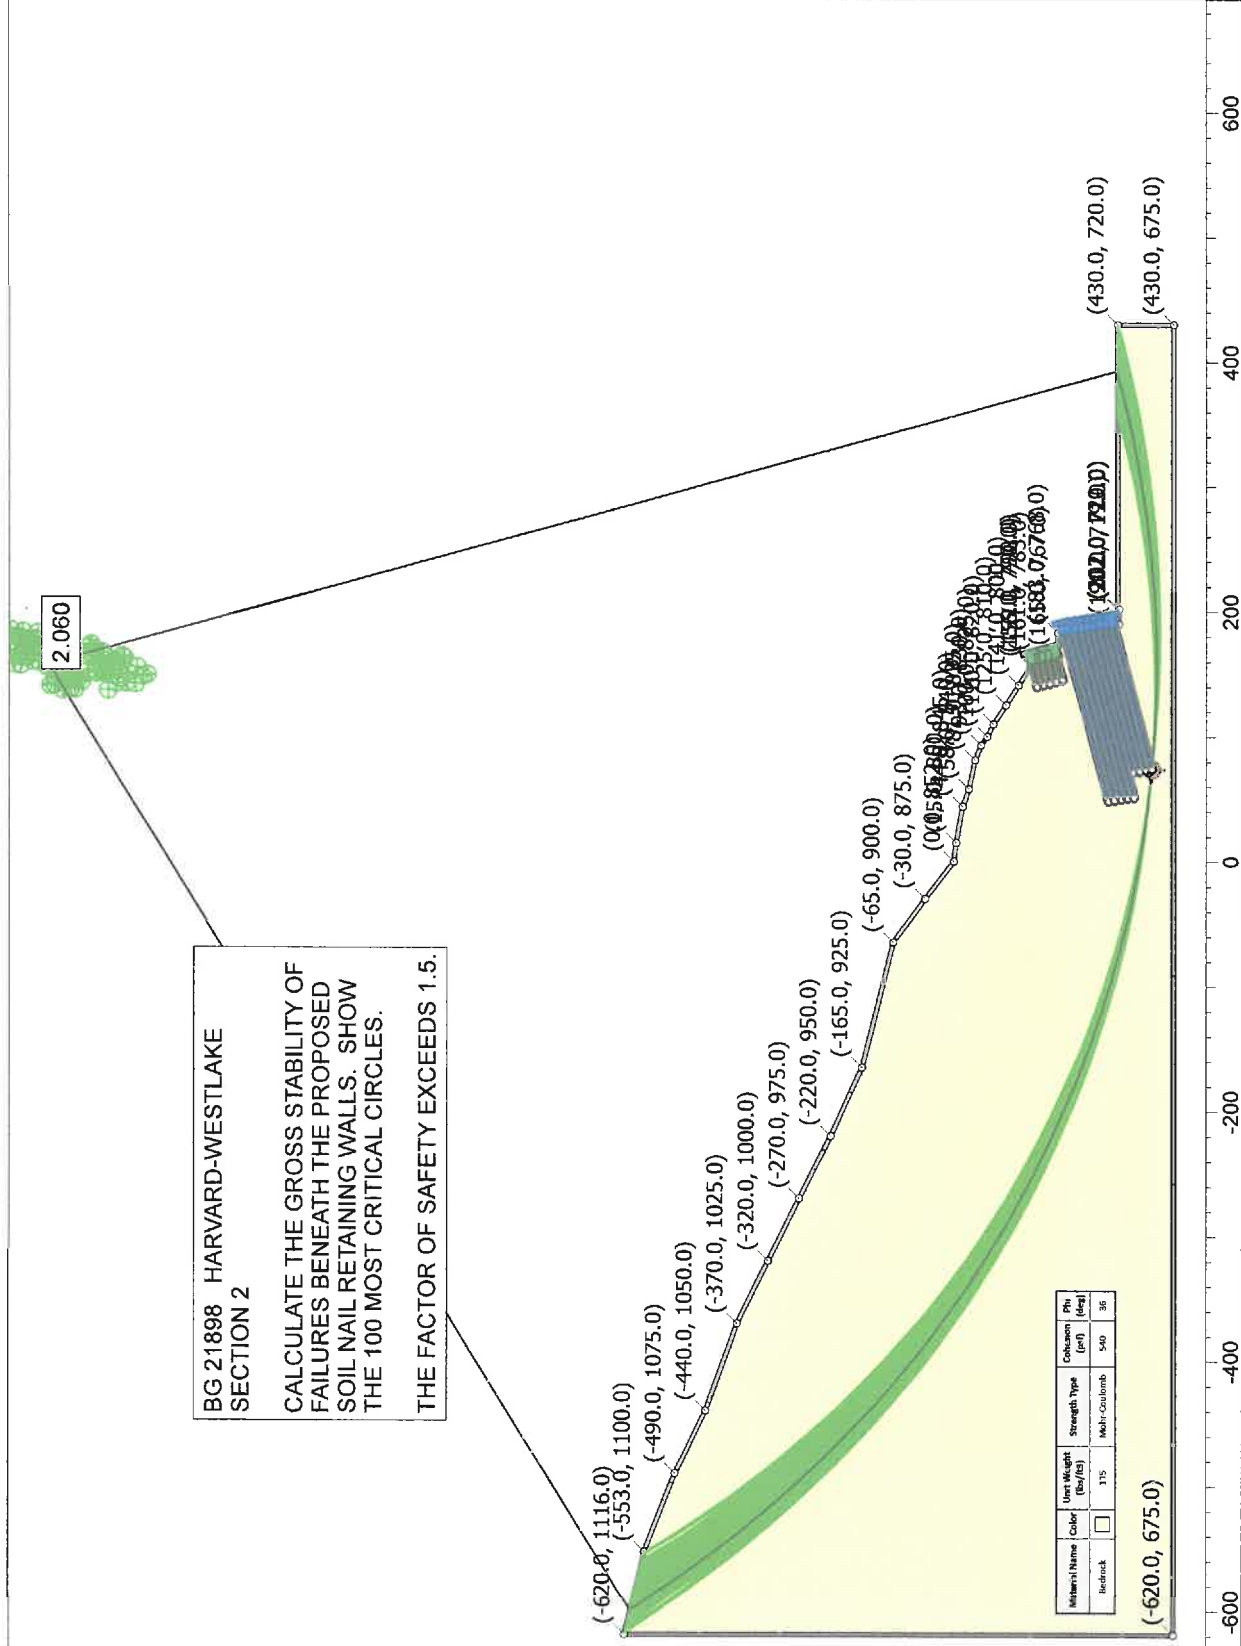 2.060
BG 21898 HARVARD-WESTLAKE
SECTION 2
CALCULATE THE GROSS STABILITY OF
FAILURES BENEATH THE PROPOSED
SOIL NAIL RETAINING WALLS. SHOW
THE 100 MOST CRITICAL CIRCLES.
THE FACTOR OF SAFETY EXCEEDS 1.5.
(-620.0, 1116.0)
(-553.0, 1100.0)
(-490.0, 1075.0)
(-440.0, 1050.0)
(-370.0, 1025.0)
(-320.0, 1000.0)
(-270.0, 975.0)
(-220.0, 950.0)
(-165.0, 925.0)
(-65.0, 900.0)
(-30.0, 875.0)
(430.0, 720.0)
(430.0, 675.0)
(-620.0, 675.0)
Material Name Color Unit Weight (lbs/ft3) Strength Type Cohesion (psf) Phi (deg)
Bedrock 115 Mohr-Coulomb 540 36
-600 -400 -200 0 200 400 600